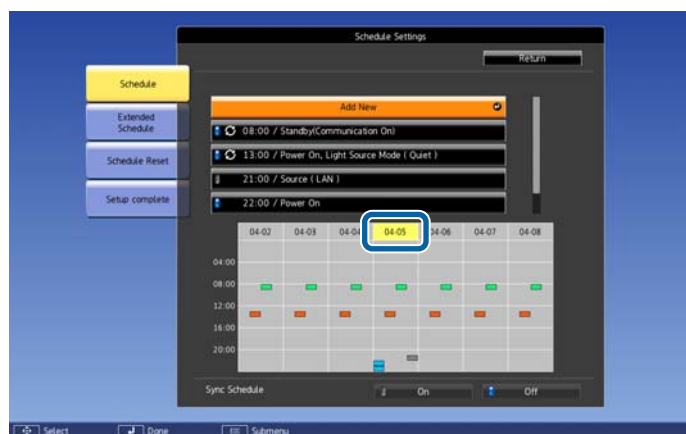 Schedule Settings
Return
Schedule
Extended
Schedule
Schedule Reset
Setup complete
Add New
08:00 / Standby(Communication On)
13:00 / Power On, Light Source Mode ( Quiet )
21:00 / Source ( LAN )
22:00 / Power On
04-02 04-03 04-04 04-05 04-06 04-07 04-08
04:00
08:00
12:00
16:00
20:00
Sync Schedule On Off
Select Done Submenu